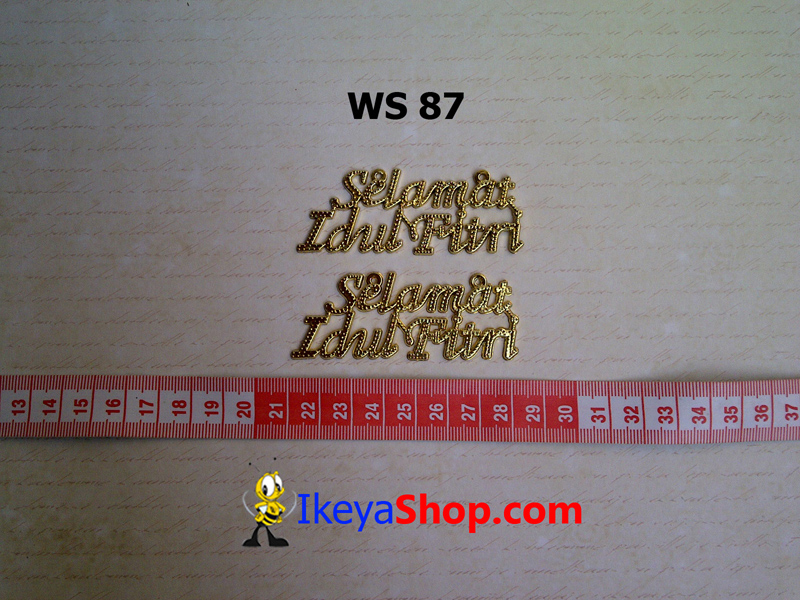 WS 87
Selamat
Idul Fitri
Selamat
Idul Fitri
13 14 15 16 17 18 19 20 21 22 23 24 25 26 27 28 29 30 31 32 33 34 35 36 37
IkeyaShop.com